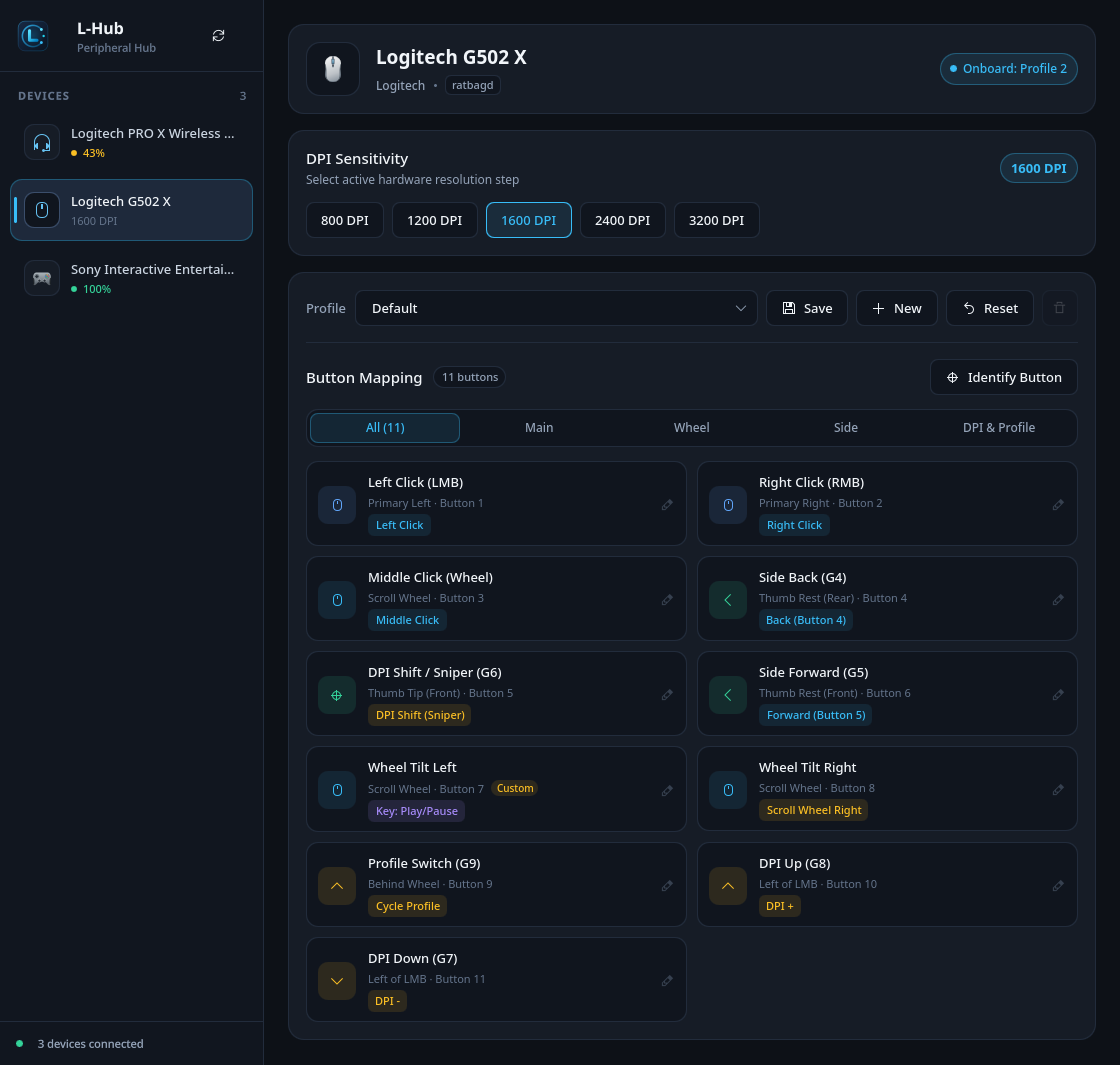 L-Hub
Peripheral Hub
DEVICES 3
Logitech PRO X Wireless ...
43%
Logitech G502 X
1600 DPI
Sony Interactive Entertai...
100%
3 devices connected
Logitech G502 X
Logitech • ratbagd
Onboard: Profile 2
DPI Sensitivity
Select active hardware resolution step
1600 DPI
800 DPI 1200 DPI 1600 DPI 2400 DPI 3200 DPI
Profile Default Save New Reset
Button Mapping 11 buttons Identify Button
All (11) Main Wheel Side DPI & Profile
Left Click (LMB)
Primary Left · Button 1
Left Click
Right Click (RMB)
Primary Right · Button 2
Right Click
Middle Click (Wheel)
Scroll Wheel · Button 3
Middle Click
Side Back (G4)
Thumb Rest (Rear) · Button 4
Back (Button 4)
DPI Shift / Sniper (G6)
Thumb Tip (Front) · Button 5
DPI Shift (Sniper)
Side Forward (G5)
Thumb Rest (Front) · Button 6
Forward (Button 5)
Wheel Tilt Left
Scroll Wheel · Button 7 Custom
Key: Play/Pause
Wheel Tilt Right
Scroll Wheel · Button 8
Scroll Wheel Right
Profile Switch (G9)
Behind Wheel · Button 9
Cycle Profile
DPI Up (G8)
Left of LMB · Button 10
DPI +
DPI Down (G7)
Left of LMB · Button 11
DPI -